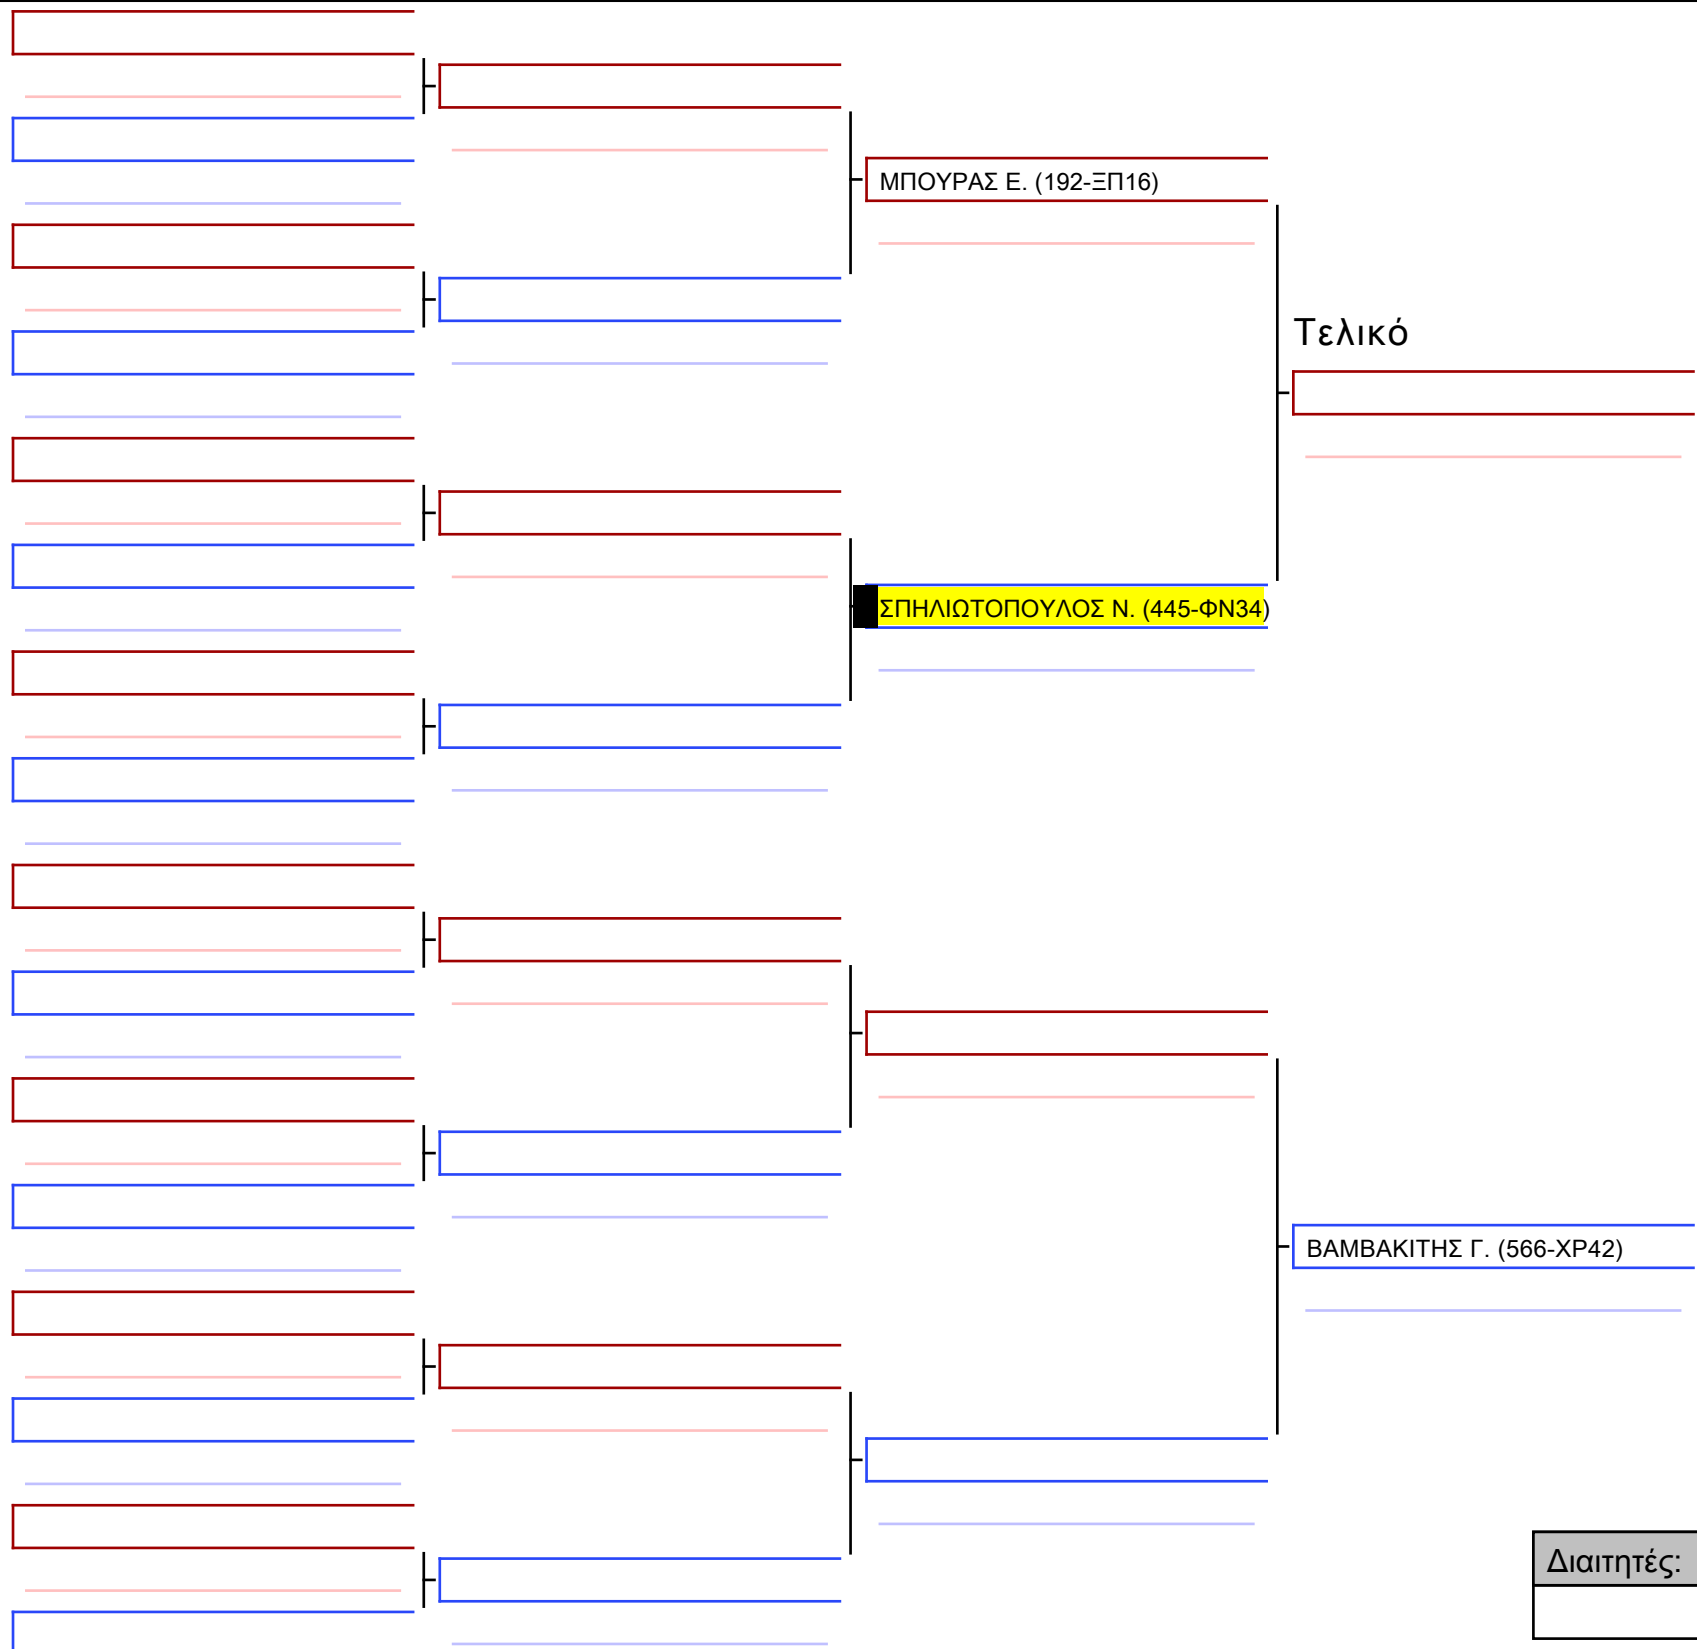 ΜΠΟΥΡΑΣ Ε. (192-ΞΠ16)
Τελικό
ΣΠΗΛΙΩΤΟΠΟΥΛΟΣ Ν. (445-ΦΝ34)
ΒΑΜΒΑΚΙΤΗΣ Γ. (566-ΧΡ42)
Διαιτητές: